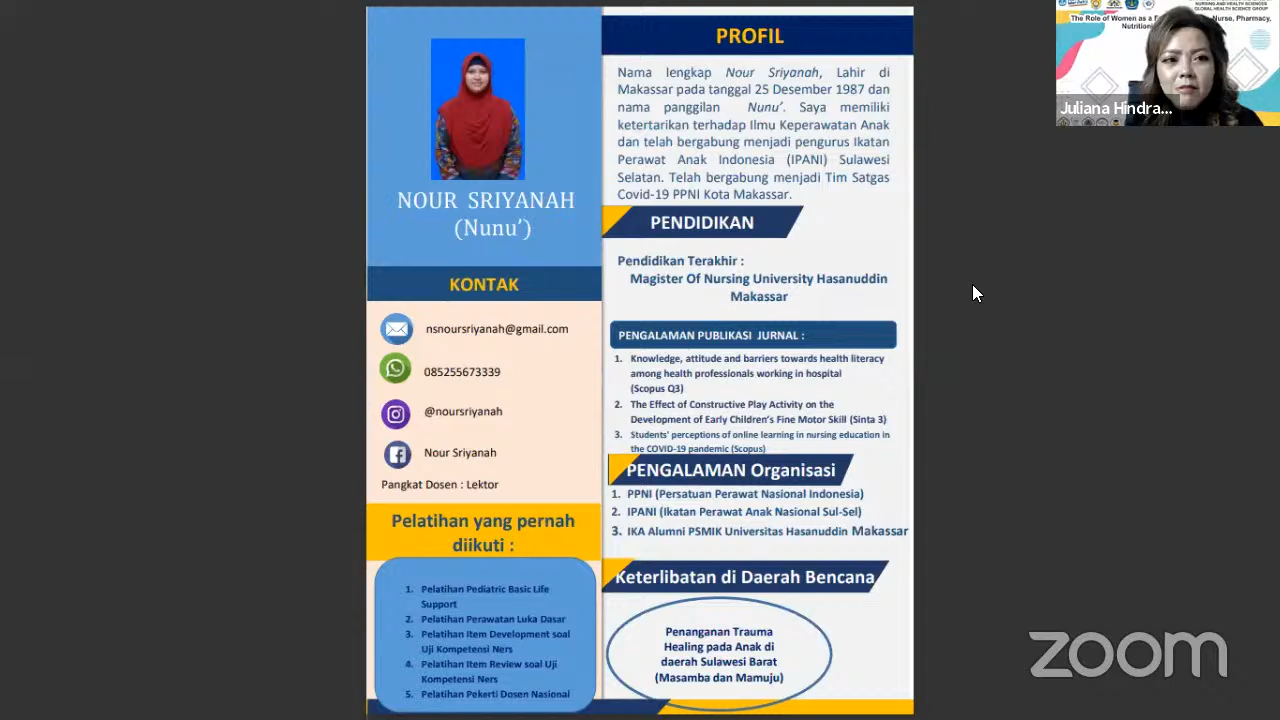 NOUR SRIYANAH
(Nunu’)
KONTAK
nsnoursriyanah@gmail.com
085255673339
@noursriyanah
Nour Sriyanah
Pangkat Dosen : Lektor
Pelatihan yang pernah
diikuti :
1. Pelatihan Pediatric Basic Life
Support
2. Pelatihan Perawatan Luka Dasar
3. Pelatihan Item Development soal
Uji Kompetensi Ners
4. Pelatihan Item Review soal Uji
Kompetensi Ners
5. Pelatihan Pekerti Dosen Nasional
PROFIL
Nama lengkap Nour Sriyanah, Lahir di
Makassar pada tanggal 25 Desember 1987 dan
nama panggilan Nunu’. Saya memiliki
ketertarikan terhadap Ilmu Keperawatan Anak
dan telah bergabung menjadi pengurus Ikatan
Perawat Anak Indonesia (IPANI) Sulawesi
Selatan. Telah bergabung menjadi Tim Satgas
Covid-19 PPNI Kota Makassar.
PENDIDIKAN
Pendidikan Terakhir :
Magister Of Nursing University Hasanuddin
Makassar
PENGALAMAN PUBLIKASI JURNAL :
1. Knowledge, attitude and barriers towards health literacy
among health professionals working in hospital
(Scopus Q3)
2. The Effect of Constructive Play Activity on the
Development of Early Children’s Fine Motor Skill (Sinta 3)
3. Students’ perceptions of online learning in nursing education in
the COVID-19 pandemic (Scopus)
PENGALAMAN Organisasi
1. PPNI (Persatuan Perawat Nasional Indonesia)
2. IPANI (Ikatan Perawat Anak Nasional Sul-Sel)
3. IKA Alumni PSMIK Universitas Hasanuddin Makassar
Keterlibatan di Daerah Bencana
Penanganan Trauma
Healing pada Anak di
daerah Sulawesi Barat
(Masamba dan Mamuju)
NURSING AND HEALTH SCIENCES
GLOBAL HEALTH SCIENCE GROUP
The Role of Women as a Nurse, Pharmacy,
Juliana Hindra...
zoom